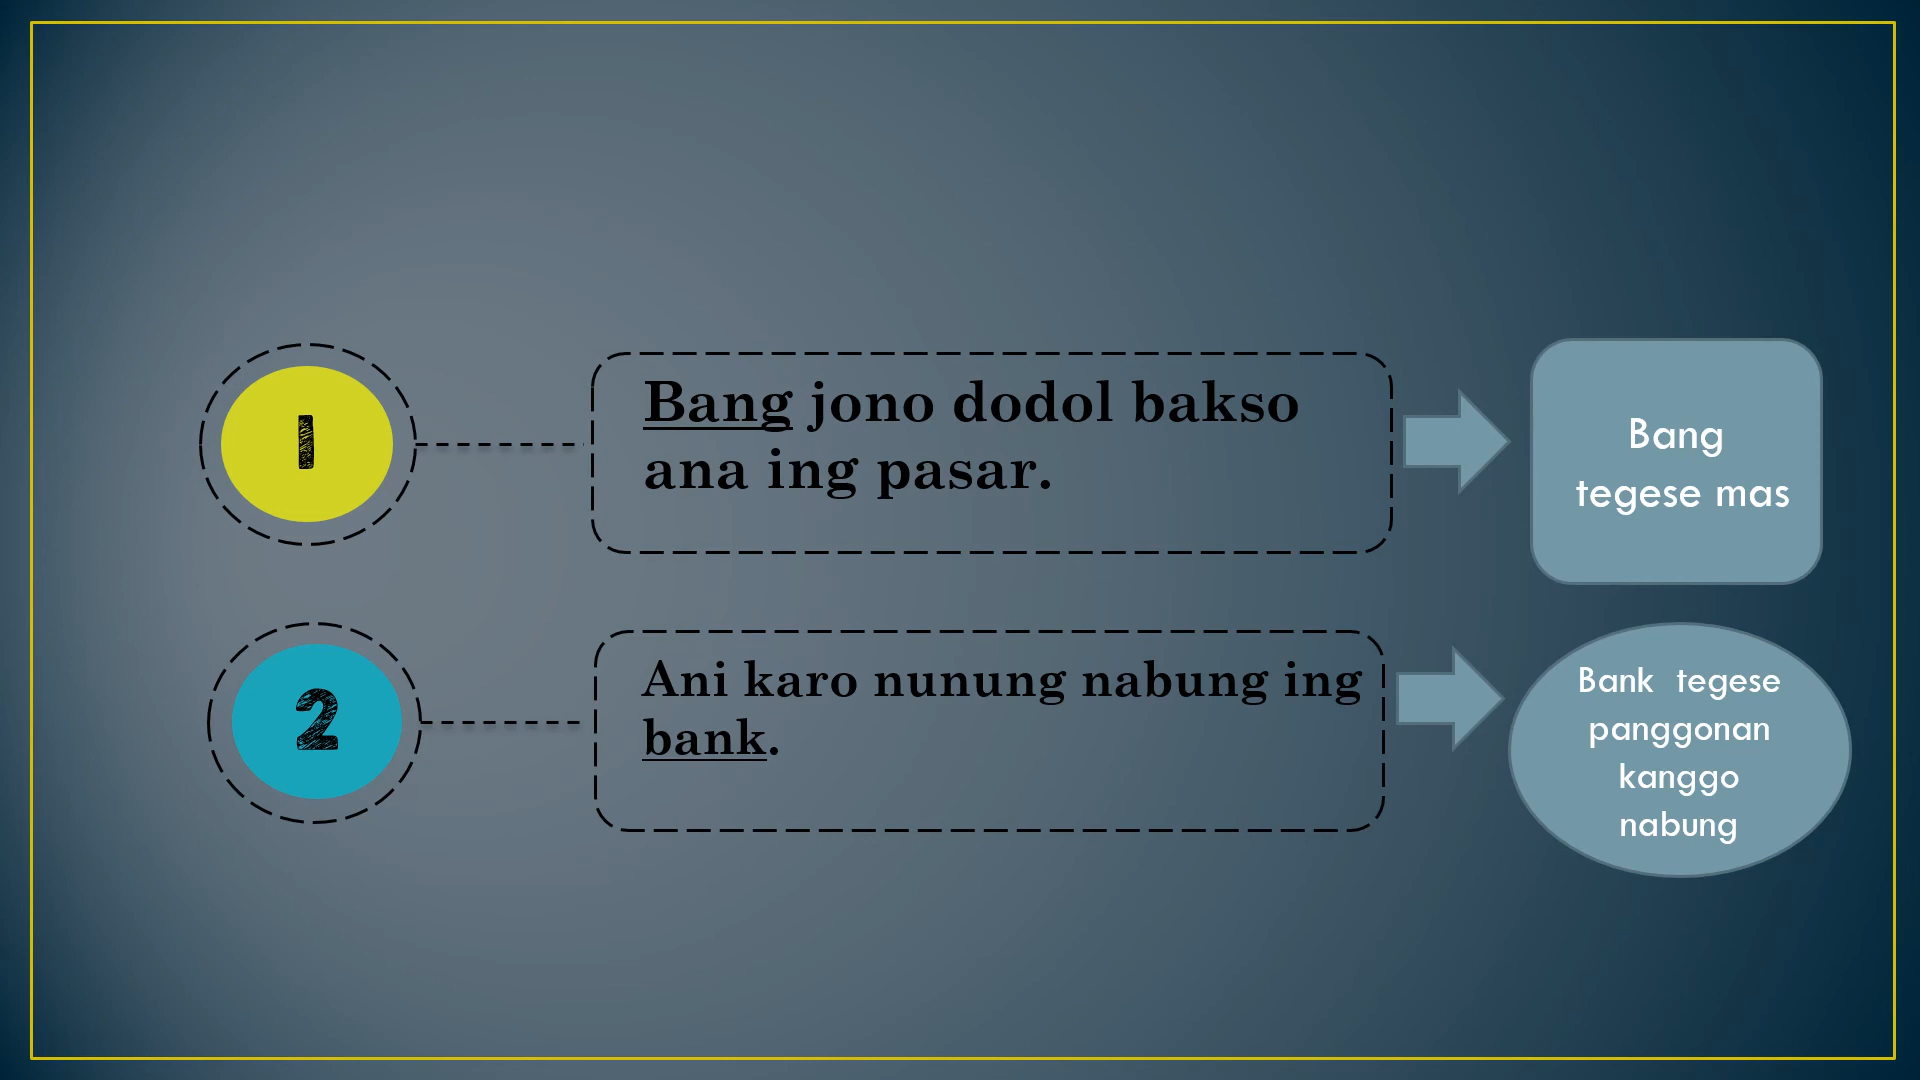 1
Bang jono dodol bakso
ana ing pasar.
Bang
tegese mas
2
Ani karo nunung nabung ing
bank.
Bank tegese
panggonan
kanggo
nabung